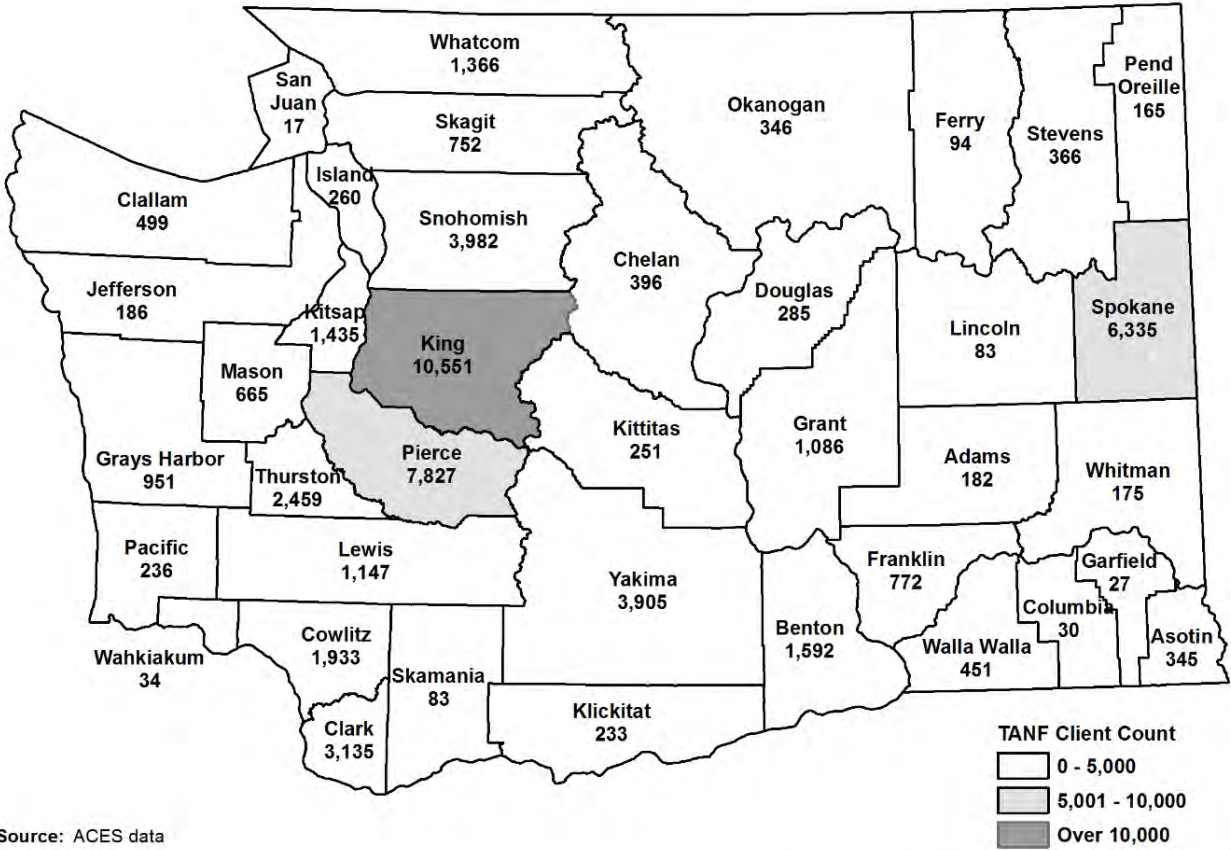 Whatcom
1,366
San
Juan
17
Skagit
752
Okanogan
346
Ferry
94
Stevens
366
Pend
Oreille
165
Clallam
499
Island
260
Snohomish
3,982
Chelan
396
Douglas
285
Jefferson
186
Kitsap
1,435
King
10,551
Lincoln
83
Spokane
6,335
Mason
665
Kittitas
251
Grant
1,086
Adams
182
Whitman
175
Grays Harbor
951
Thurston
2,459
Pierce
7,827
Pacific
236
Lewis
1,147
Yakima
3,905
Franklin
772
Garfield
27
Columbia
30
Wahkiakum
34
Cowlitz
1,933
Skamania
83
Benton
1,592
Walla Walla
451
Asotin
345
Clark
3,135
Klickitat
233
TANF Client Count
0 - 5,000
5,001 - 10,000
Over 10,000
Source: ACES data